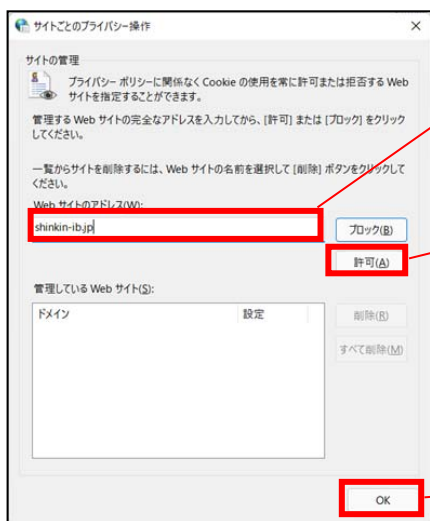 サイトごとのプライバシー操作
サイトの管理
プライバシー ポリシーに関係なく Cookie の使用を常に許可または拒否する Web
サイトを指定することができます。
管理する Web サイトの完全なアドレスを入力してから、[許可] または [ブロック] をクリック
してください。
一覧からサイトを削除するには、Web サイトの名前を選択して [削除] ボタンをクリックして
ください。
Web サイトのアドレス(W):
shinkin-ib.jp
ブロック(B)
許可(A)
管理している Web サイト(S):
ドメイン 設定
削除(R)
すべて削除(M)
OK